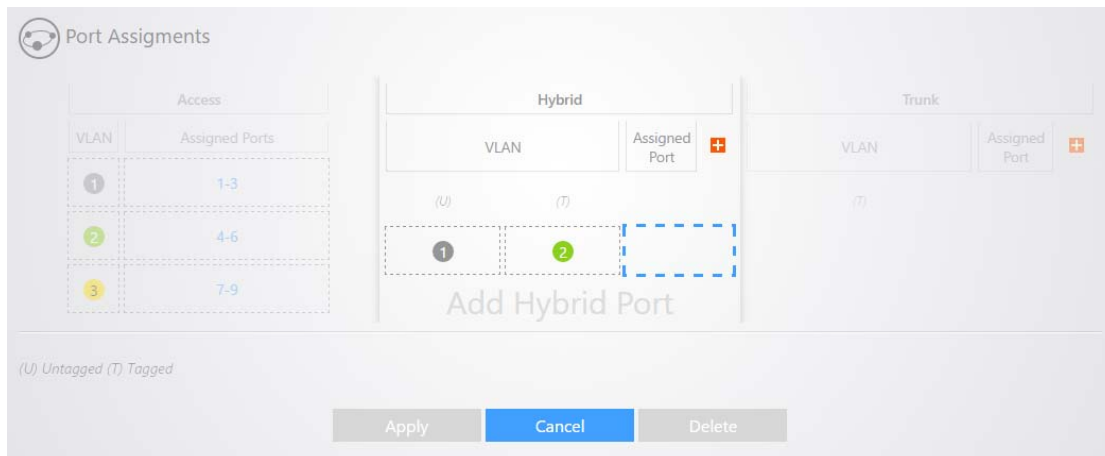 Port Assigments
Access
VLAN Assigned Ports
1 1-3
2 4-6
3 7-9
Hybrid
VLAN Assigned Port
(U) (T)
1 2
Add Hybrid Port
Trunk
VLAN Assigned Port
(T)
(U) Untagged (T) Tagged
Apply Cancel Delete